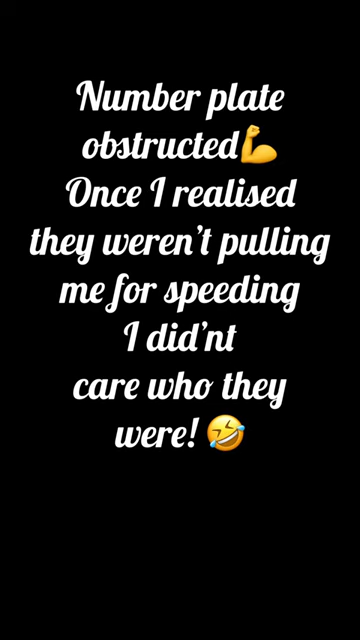 Number plate
obstructed💪
Once I realised
they weren't pulling
me for speeding
I did'nt
care who they
were! 🤣